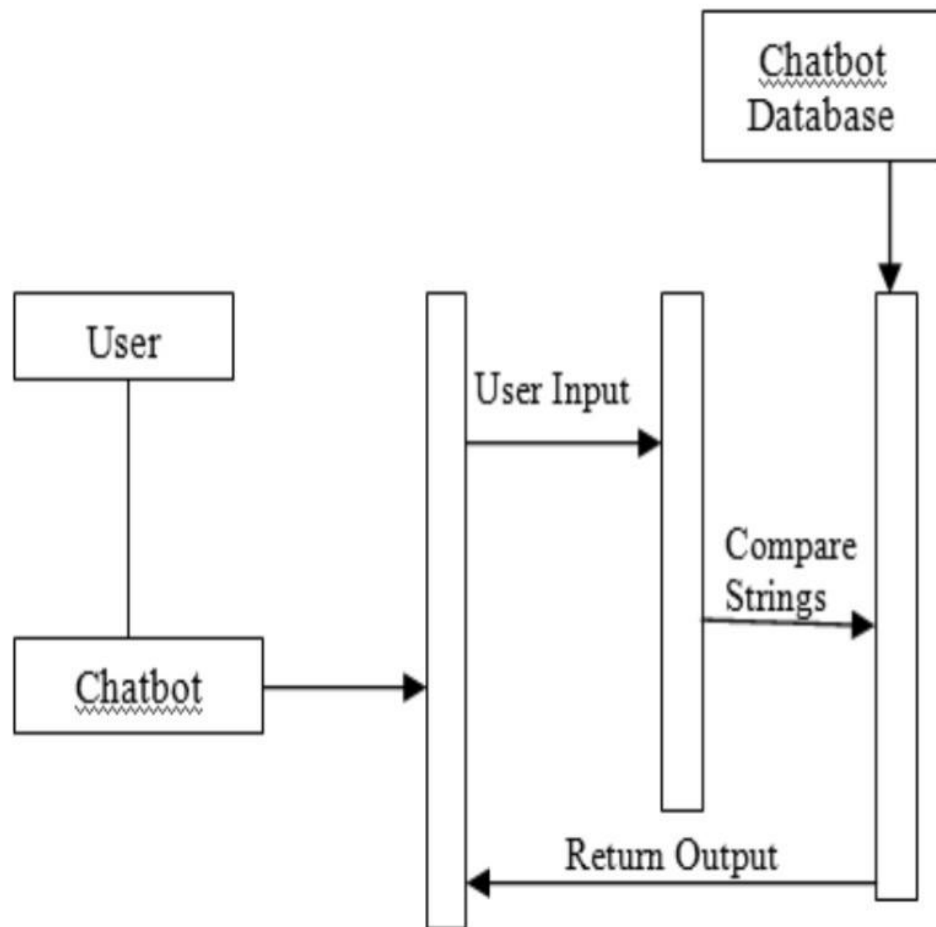 Chatbot
Database
User
User Input
Compare
Strings
Chatbot
Return Output